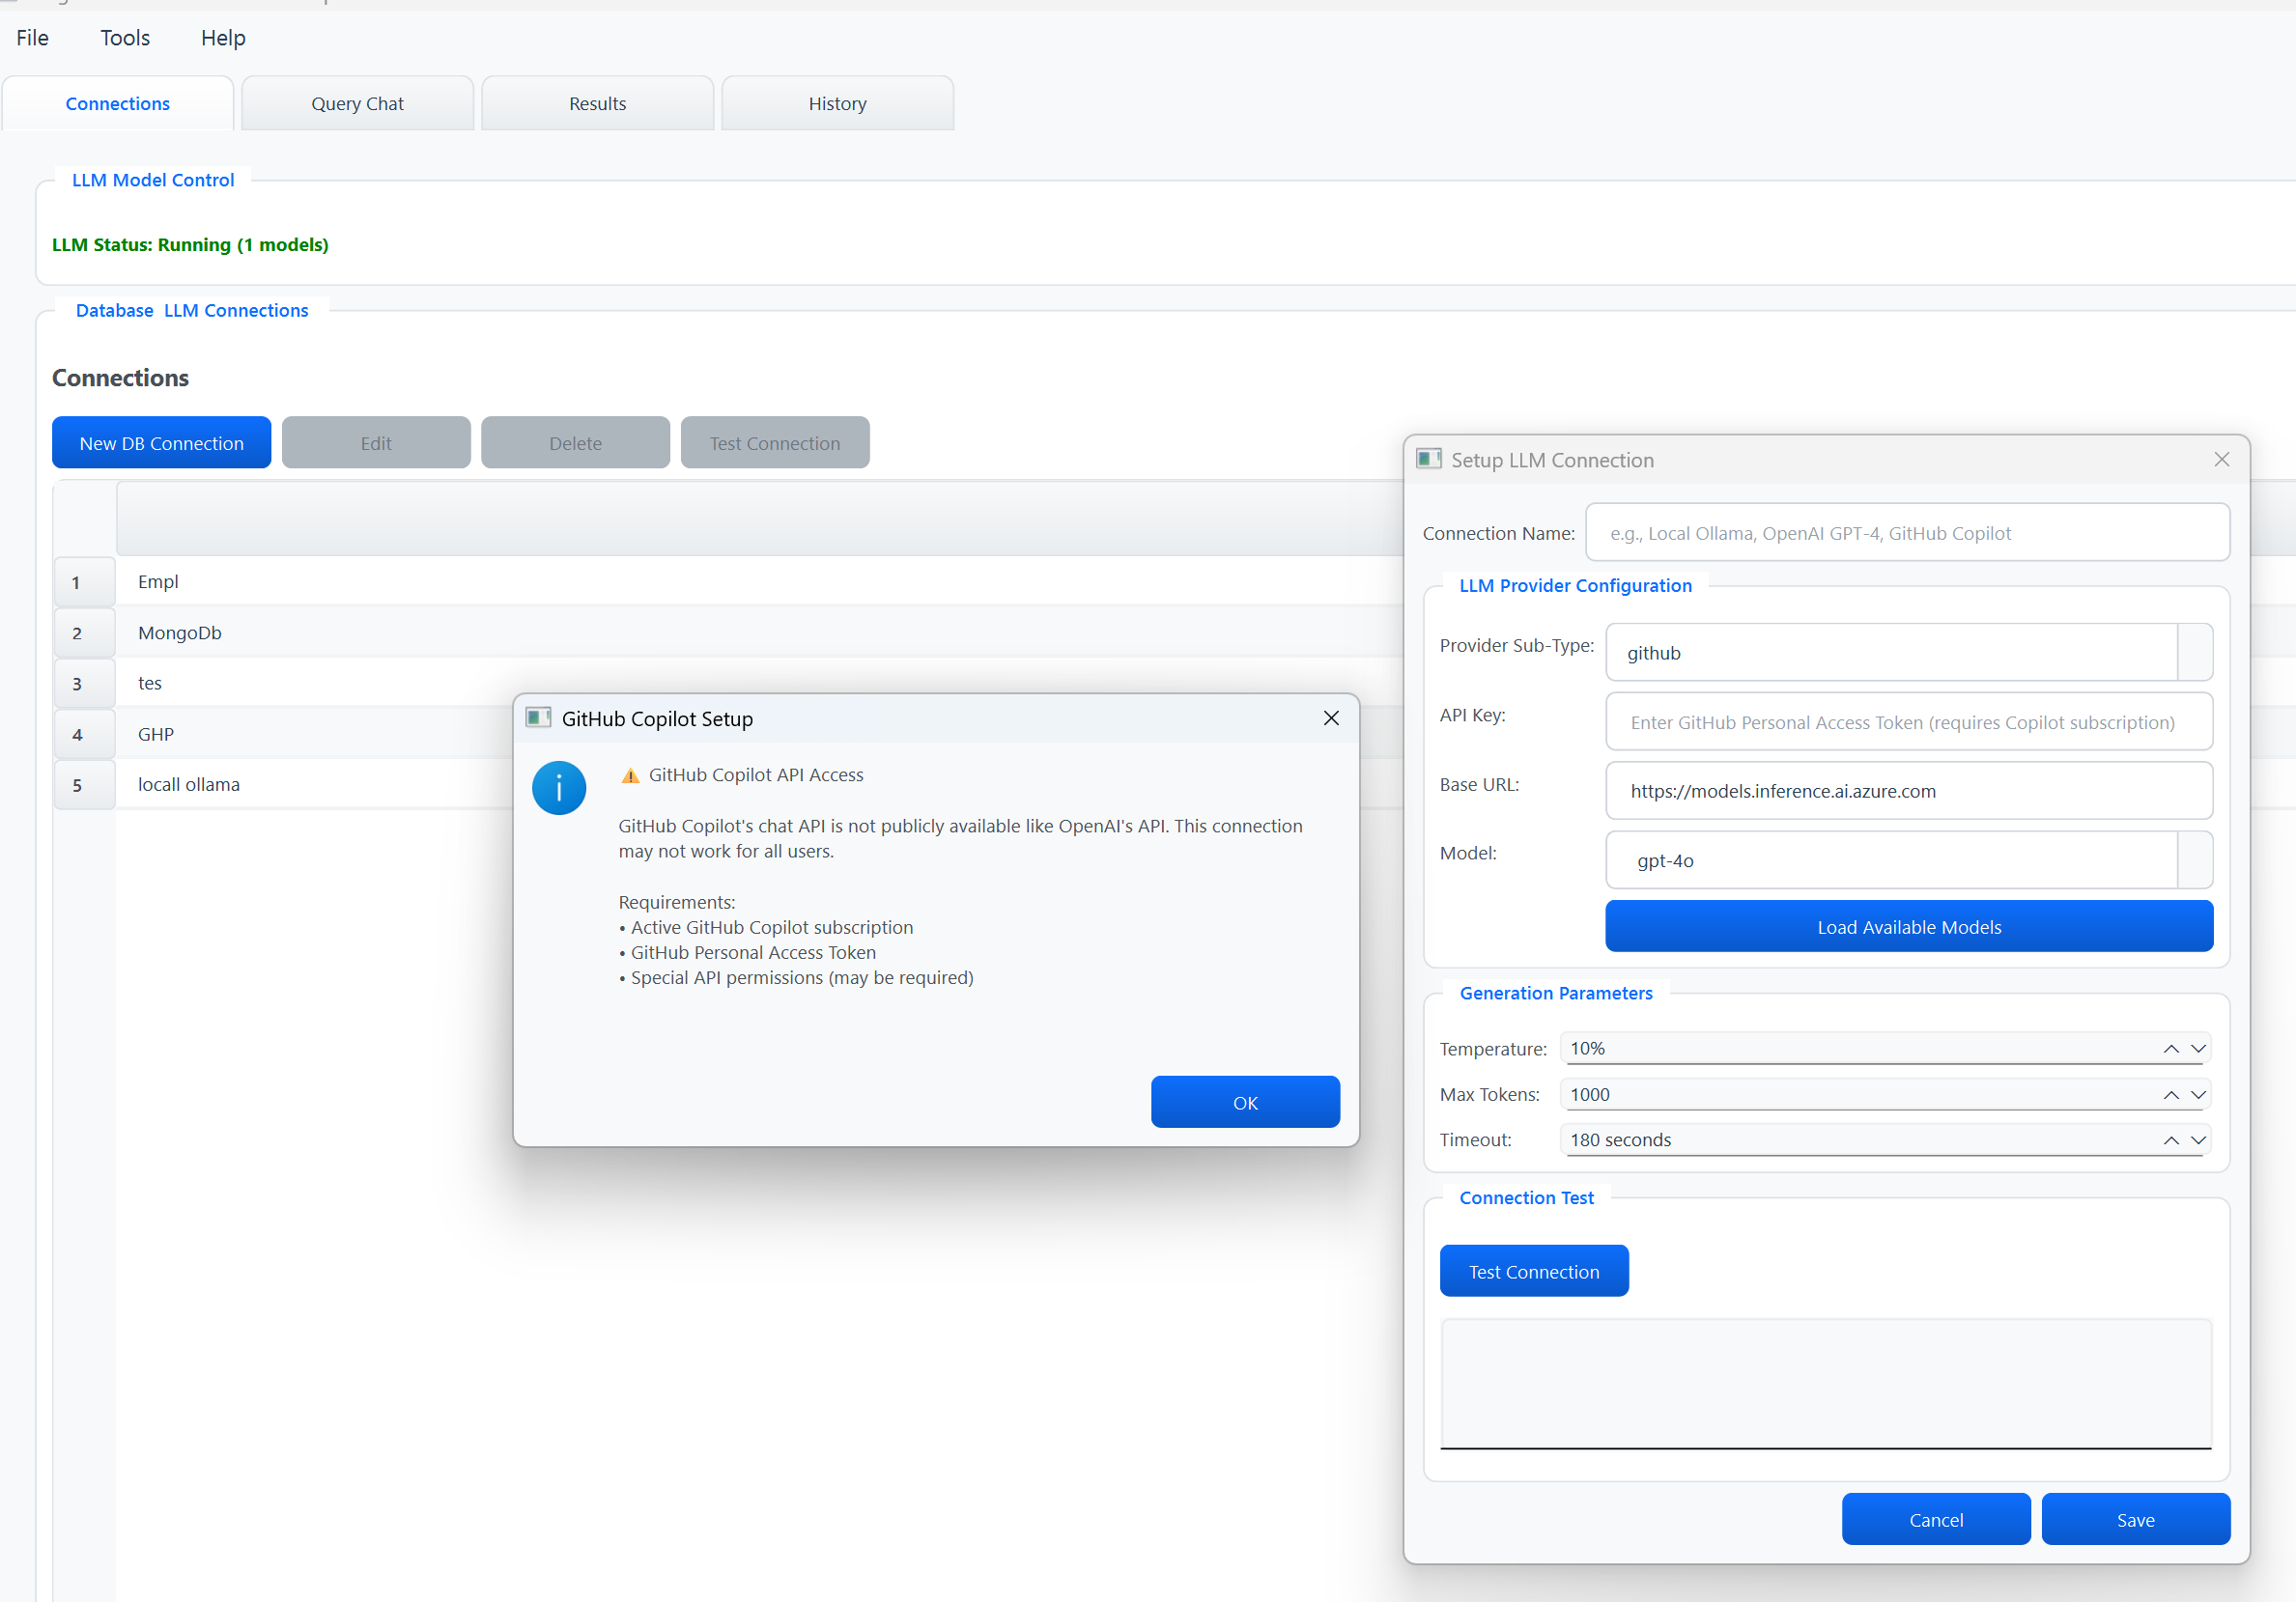 File Tools Help
Connections Query Chat Results History
LLM Model Control
LLM Status: Running (1 models)
Database  LLM Connections
Connections
New DB Connection Edit Delete Test Connection
1 Empl
2 MongoDb
3 tes
4 GHP
5 locall ollama
GitHub Copilot Setup
⚠ GitHub Copilot API Access
GitHub Copilot's chat API is not publicly available like OpenAI's API. This connection
may not work for all users.
Requirements:
• Active GitHub Copilot subscription
• GitHub Personal Access Token
• Special API permissions (may be required)
OK
Setup LLM Connection
Connection Name: e.g., Local Ollama, OpenAI GPT-4, GitHub Copilot
LLM Provider Configuration
Provider Sub-Type: github
API Key: Enter GitHub Personal Access Token (requires Copilot subscription)
Base URL: https://models.inference.ai.azure.com
Model: gpt-4o
Load Available Models
Generation Parameters
Temperature: 10%
Max Tokens: 1000
Timeout: 180 seconds
Connection Test
Test Connection
Cancel Save